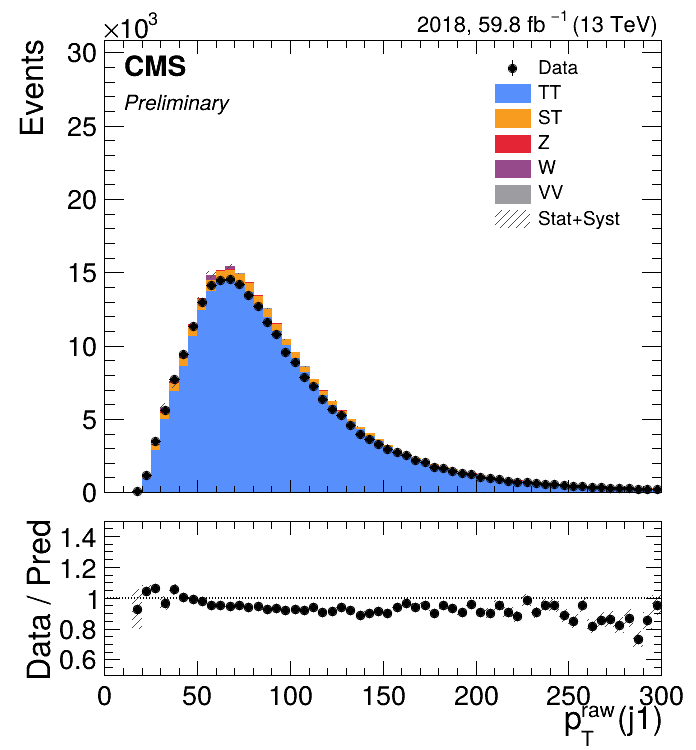 ×10³
2018, 59.8 fb⁻¹ (13 TeV)
Events
30
25
20
15
10
5
0
CMS
Preliminary
Data
TT
ST
Z
W
VV
Stat+Syst
Data / Pred
1.4
1.2
1
0.8
0.6
0 50 100 150 200 250 300
p_T^raw(j1)